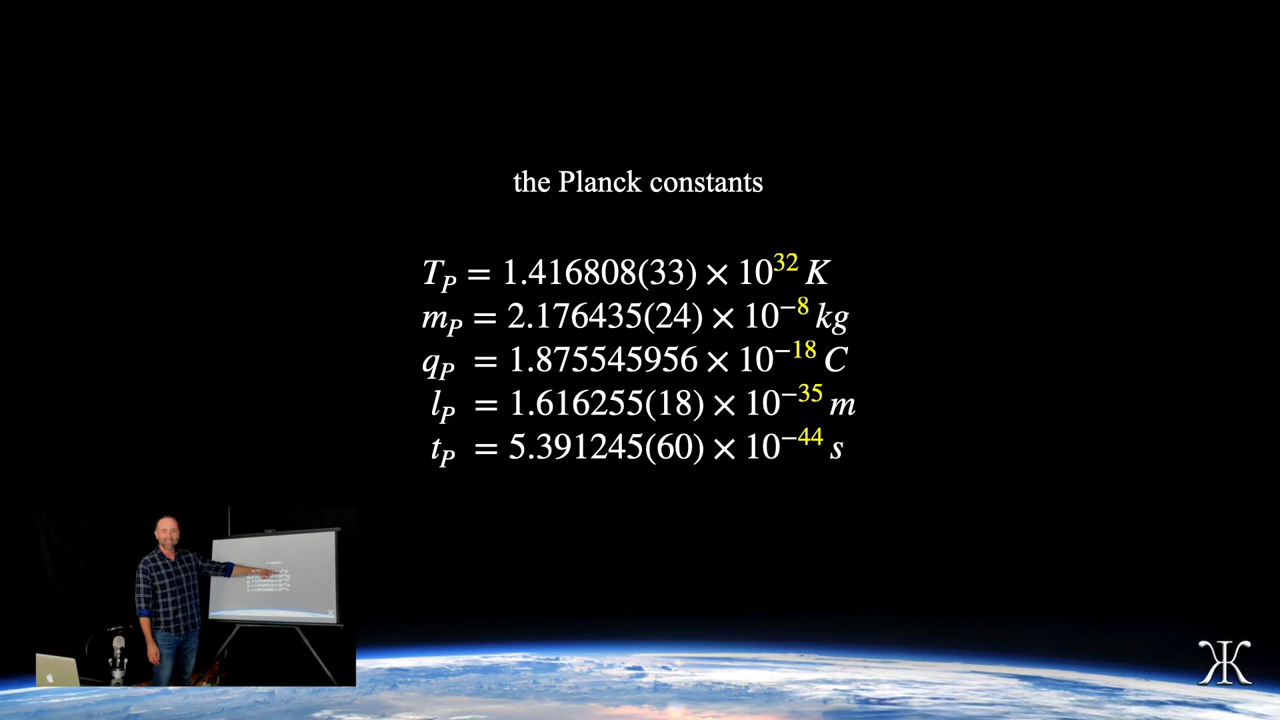 the Planck constants
T_P = 1.416808(33) × 10^32 K
m_P = 2.176435(24) × 10^−8 kg
q_P = 1.875545956 × 10^−18 C
l_P = 1.616255(18) × 10^−35 m
t_P = 5.391245(60) × 10^−44 s